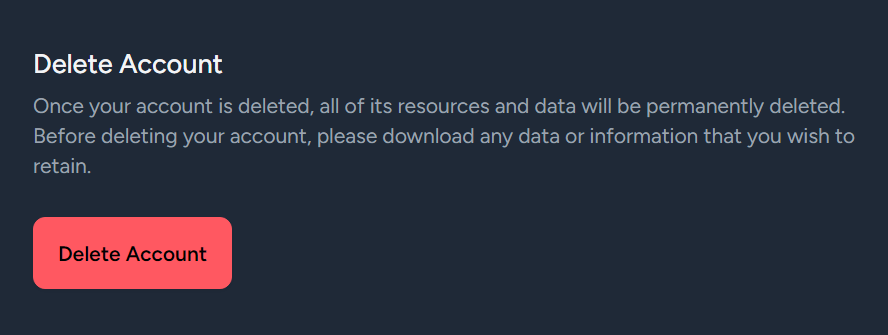 Delete Account
Once your account is deleted, all of its resources and data will be permanently deleted.
Before deleting your account, please download any data or information that you wish to
retain.
Delete Account